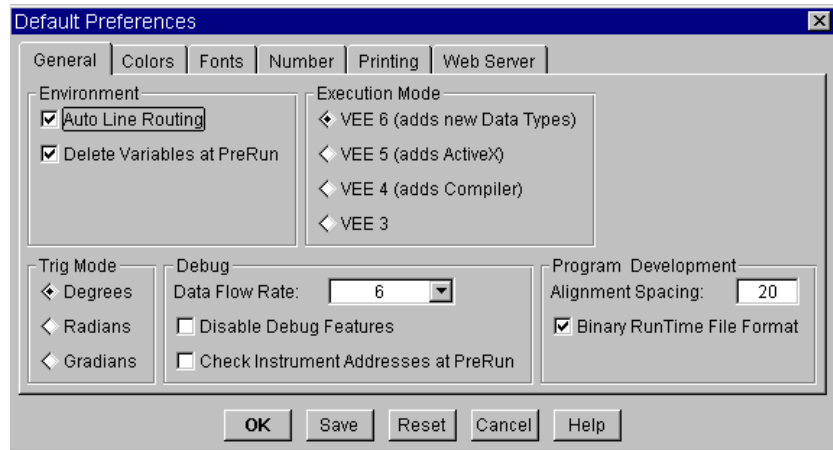 Default Preferences
General Colors Fonts Number Printing Web Server
Environment
Auto Line Routing
Delete Variables at PreRun
Execution Mode
VEE 6 (adds new Data Types)
VEE 5 (adds ActiveX)
VEE 4 (adds Compiler)
VEE 3
Trig Mode
Degrees
Radians
Gradians
Debug
Data Flow Rate: 6
Disable Debug Features
Check Instrument Addresses at PreRun
Program Development
Alignment Spacing: 20
Binary RunTime File Format
OK Save Reset Cancel Help